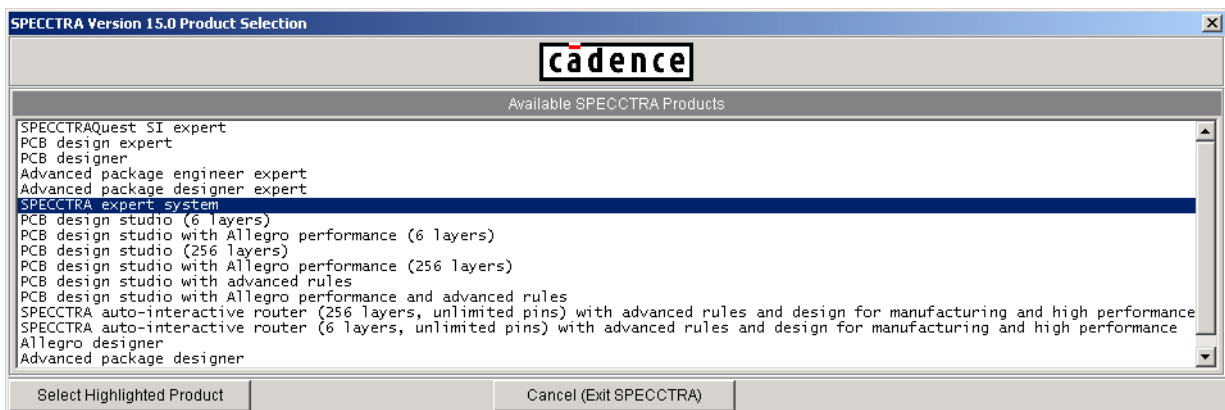 SPECCTRA Version 15.0 Product Selection
cādence
Available SPECCTRA Products
SPECCTRAQuest SI expert
PCB design expert
PCB designer
Advanced package engineer expert
Advanced package designer expert
SPECCTRA expert system
PCB design studio (6 layers)
PCB design studio with Allegro performance (6 layers)
PCB design studio (256 layers)
PCB design studio with Allegro performance (256 layers)
PCB design studio with advanced rules
PCB design studio with Allegro performance and advanced rules
SPECCTRA auto-interactive router (256 layers, unlimited pins) with advanced rules and design for manufacturing and high performance
SPECCTRA auto-interactive router (6 layers, unlimited pins) with advanced rules and design for manufacturing and high performance
Allegro designer
Advanced package designer
Select Highlighted Product
Cancel (Exit SPECCTRA)